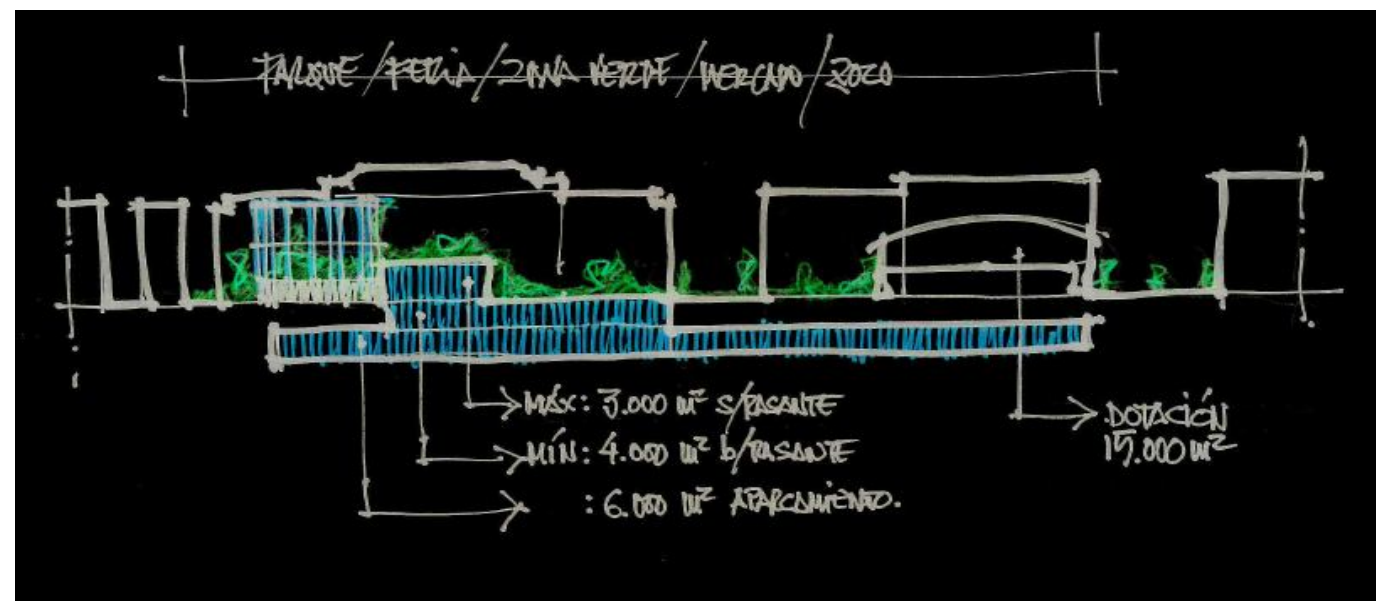 PARQUE / FERIA / ZONA VERDE / MERCADO / ZOCO
MÁX: 3.000 m² s/RASANTE
MÍN: 4.000 m² b/RASANTE
: 6.000 m² APARCAMIENTO.
DOTACIÓN
15.000 m²